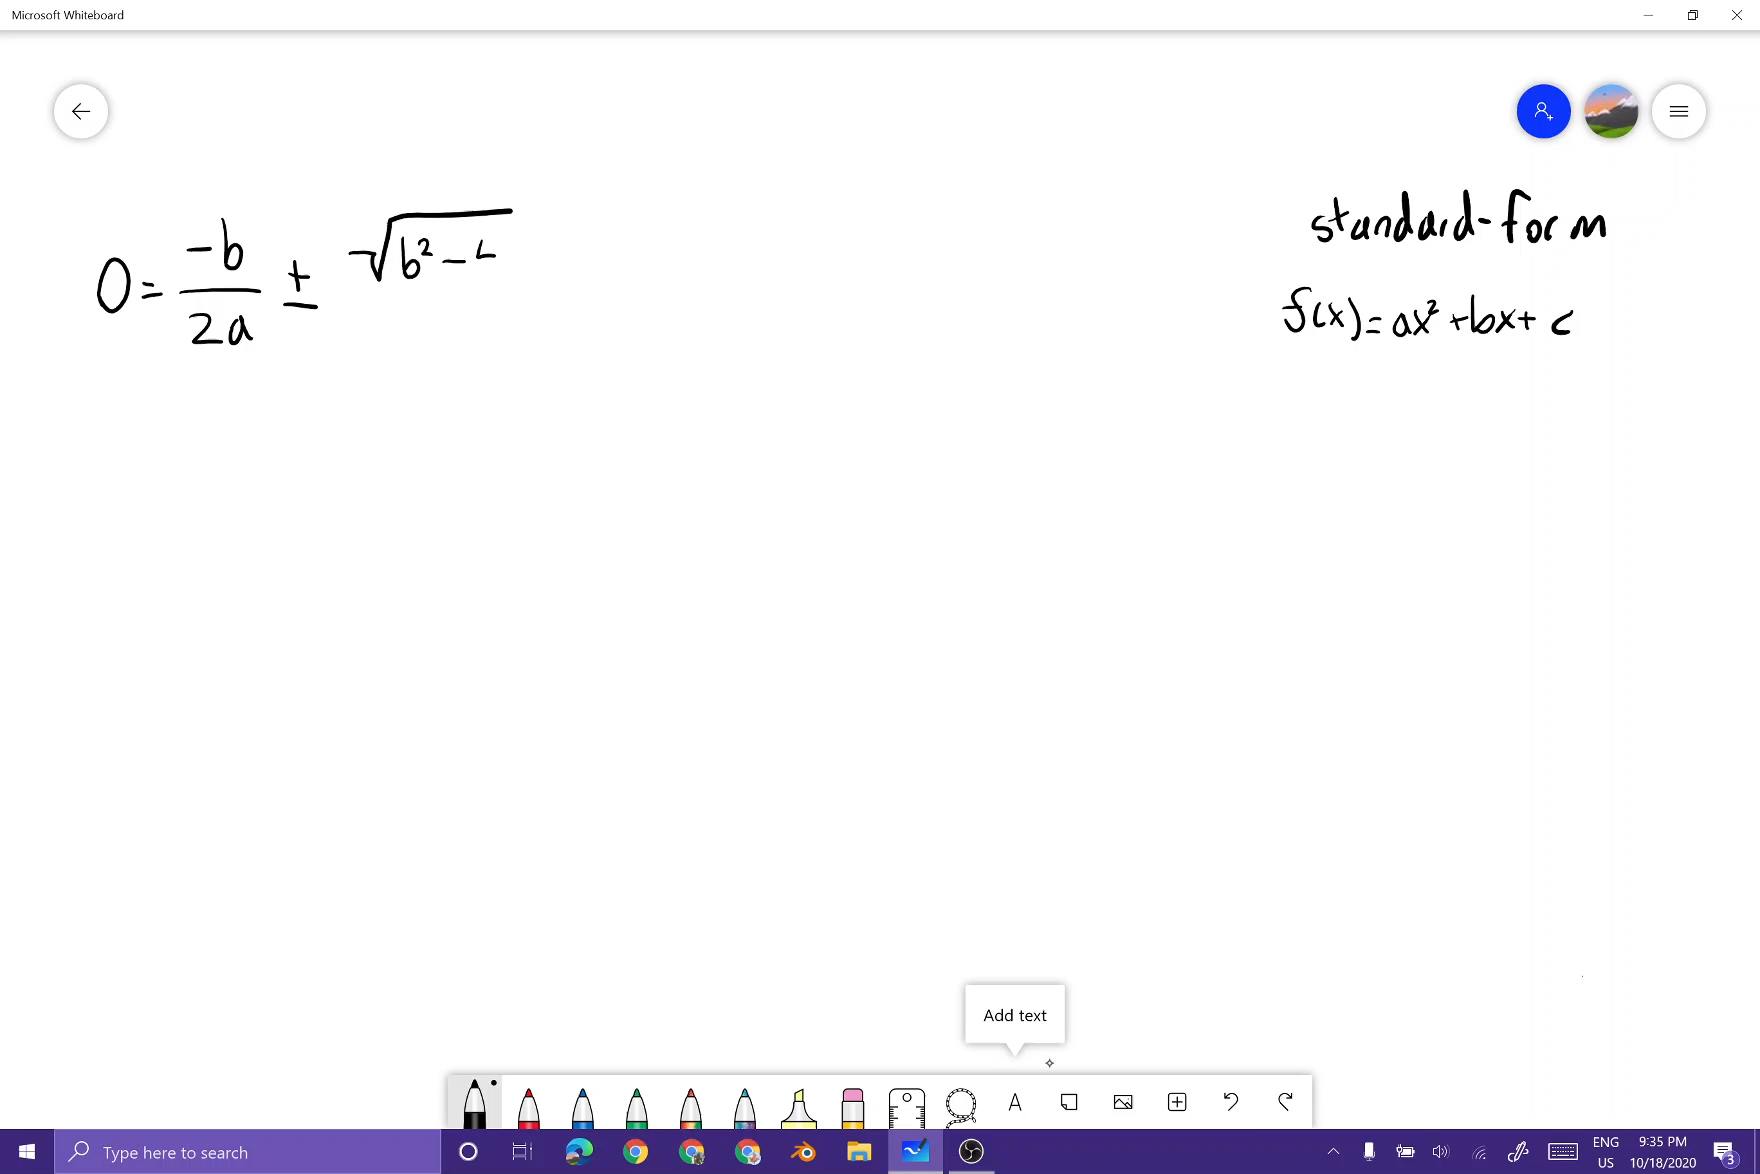 Microsoft Whiteboard
0 = -b/2a ± √b² - 4
standard-form
f(x) = ax² + bx + c
Add text
A
Type here to search
ENG
US
9:35 PM
10/18/2020
3